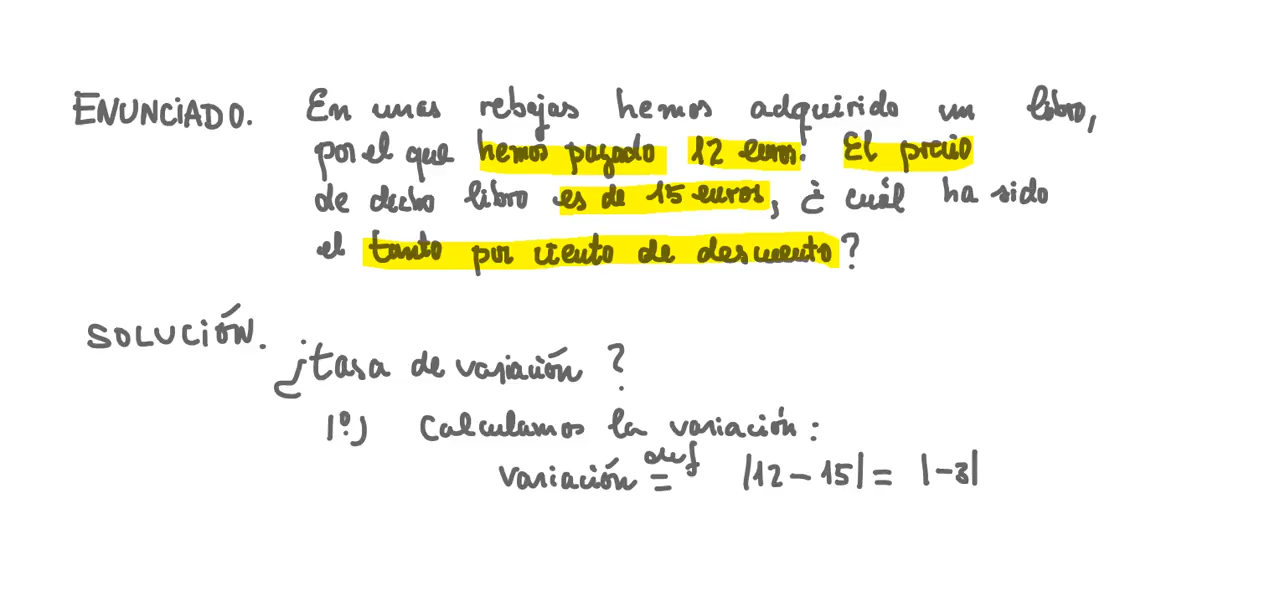 ENUNCIADO. En unas rebajas hemos adquirido un libro,
por el que hemos pagado 12 euros. El precio
de dicho libro es de 15 euros, ¿cuál ha sido
el tanto por ciento de descuento?
SOLUCIÓN.
¿tasa de variación?
1º) Calculamos la variación:
variación =def |12-15| = |-3|